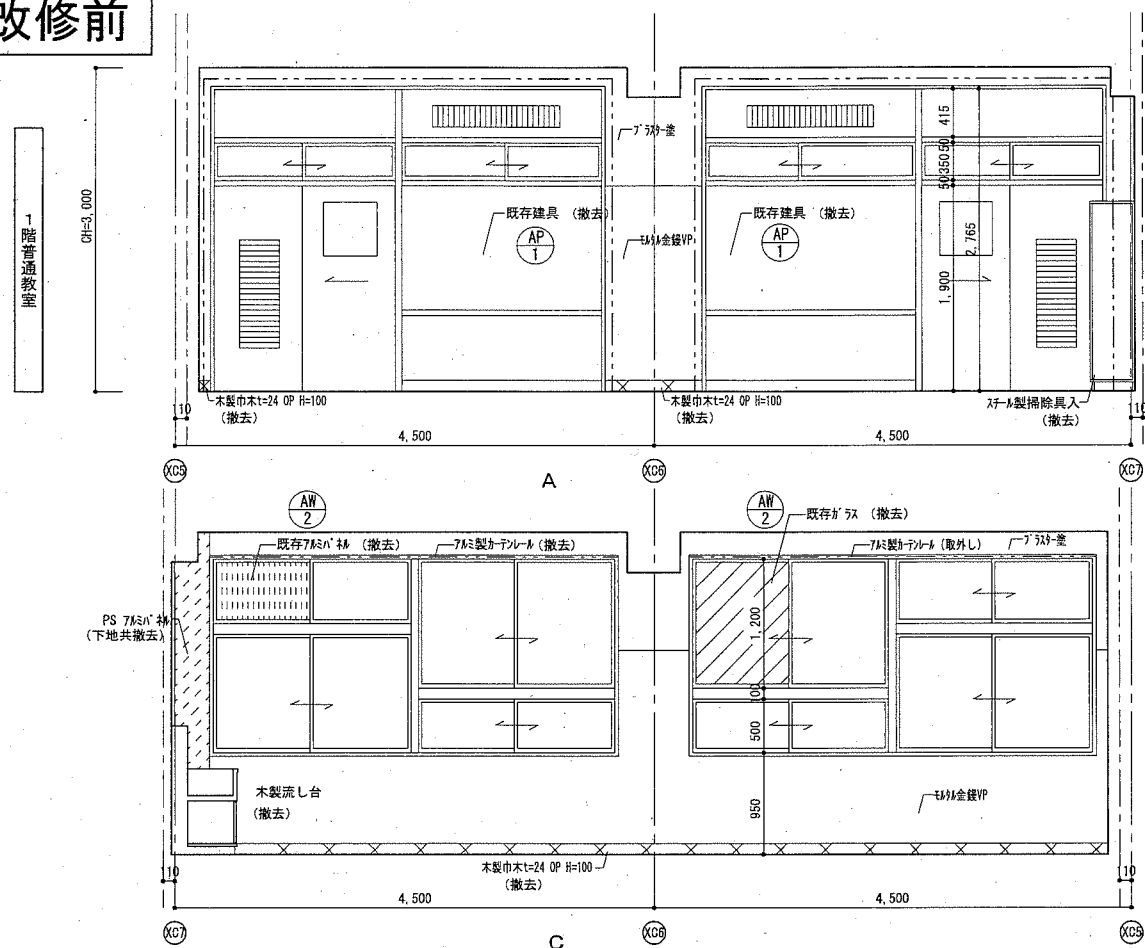 改修前
1階普通教室
CH=3,000
プラスター塗
415
50
350
50
既存建具 (撤去)
AP
1
モルタル金鏝VP
既存建具 (撤去)
AP
1
2,765
1,900
木製巾木t=24 OP H=100
(撤去)
木製巾木t=24 OP H=100
(撤去)
スチール製掃除具入
(撤去)
110
4,500
4,500
XC5
A
XC6
XC7
AW
2
AW
2
既存ガラス (撤去)
既存アルミパネル (撤去)
アルミ製カーテンレール (撤去)
アルミ製カーテンレール (取外し)
プラスター塗
PS アルミパネル
(下地共撤去)
1,200
100
500
木製流し台
(撤去)
950
モルタル金鏝VP
木製巾木t=24 OP H=100
(撤去)
110
4,500
4,500
110
XC7
C
XC6
XC5